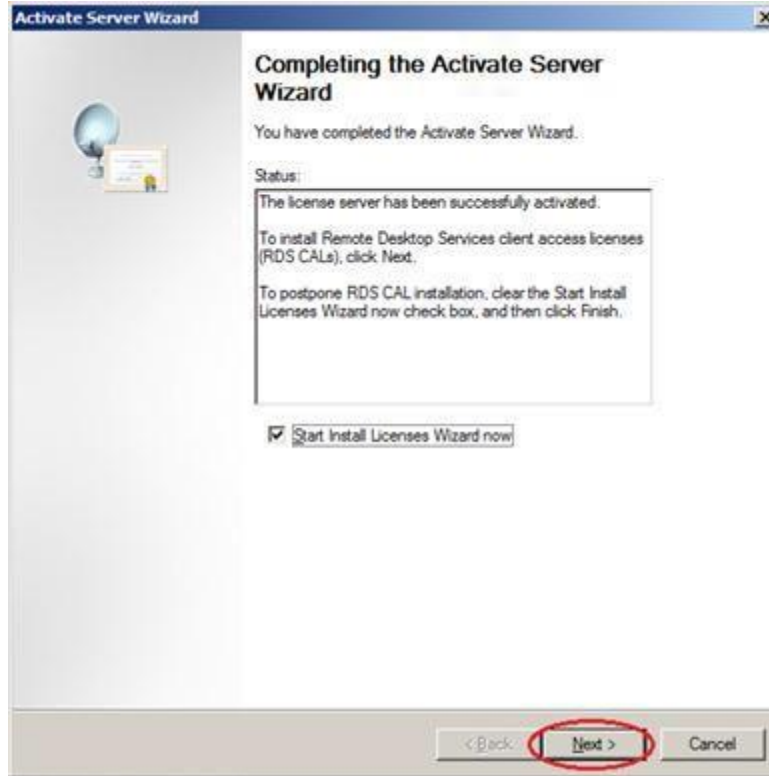 Activate Server Wizard
Completing the Activate Server
Wizard
You have completed the Activate Server Wizard.
Status:
The license server has been successfully activated.
To install Remote Desktop Services client access licenses
(RDS CALs), click Next.
To postpone RDS CAL installation, clear the Start Install
Licenses Wizard now check box, and then click Finish.
Start Install Licenses Wizard now
< Back
Next >
Cancel